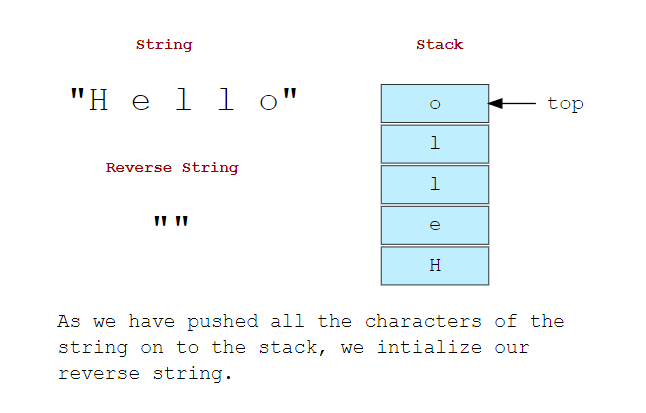 String
"H e l l o"
Reverse String
""
Stack
o
top
l
l
e
H
As we have pushed all the characters of the
string on to the stack, we intialize our
reverse string.